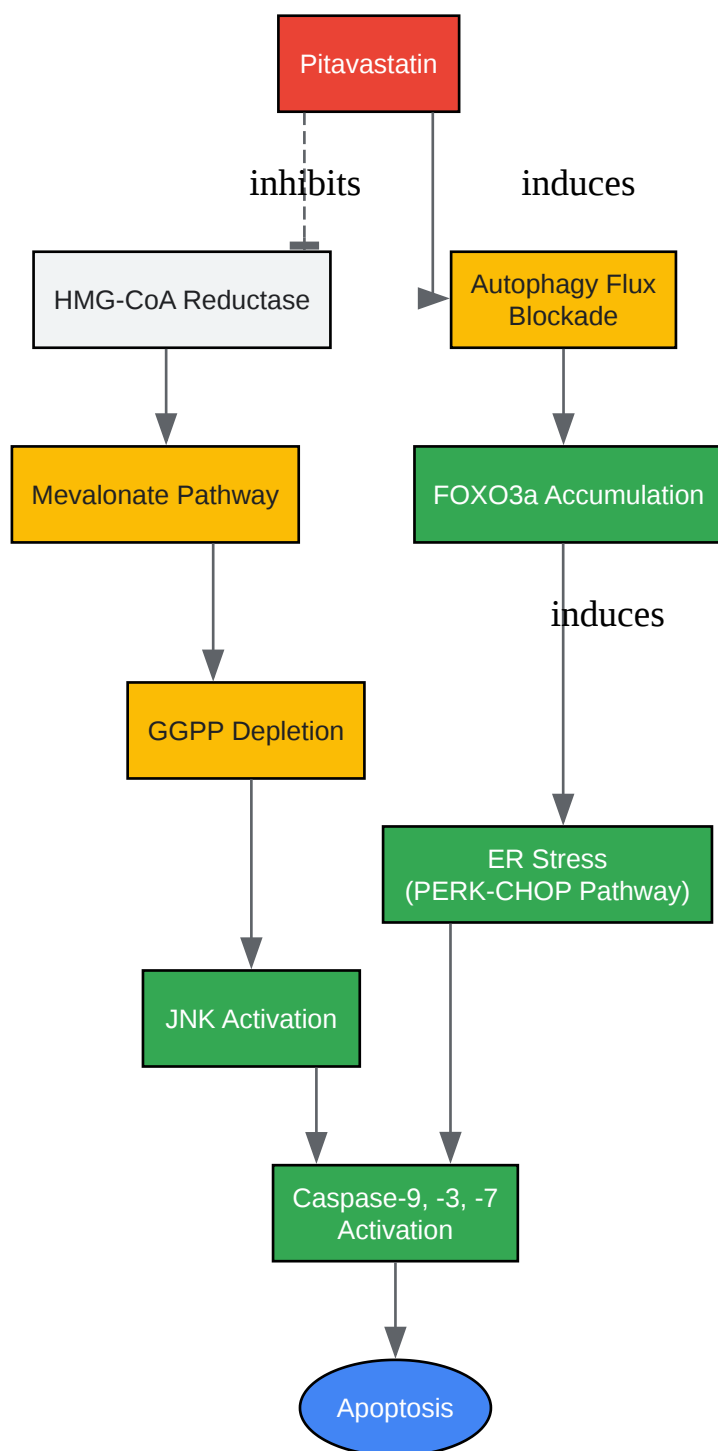 Pitavastatin
inhibits
induces
HMG-CoA Reductase
Autophagy Flux
Blockade
Mevalonate Pathway
FOXO3a Accumulation
induces
GGPP Depletion
ER Stress
(PERK-CHOP Pathway)
JNK Activation
Caspase-9, -3, -7
Activation
Apoptosis